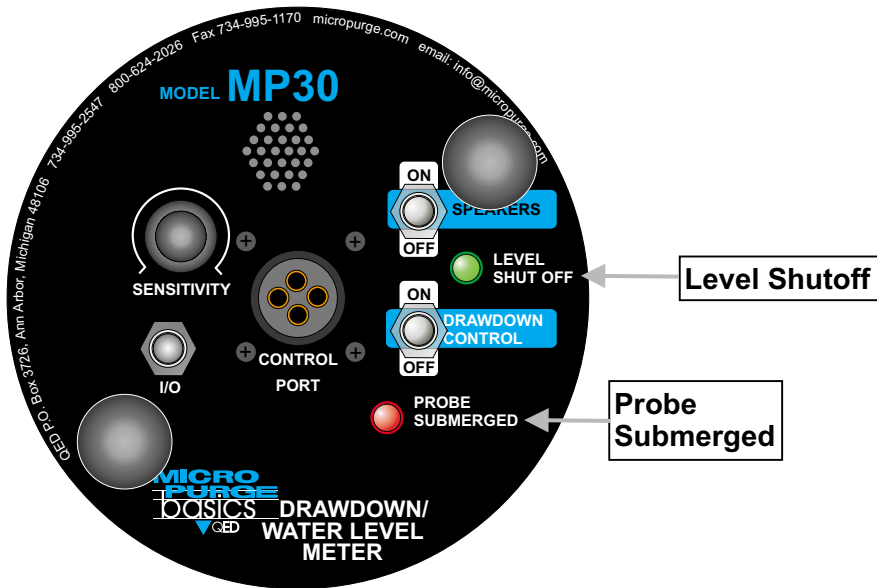 QED P.O. Box 3726, Ann Arbor, Michigan 48106 734-995-2547 800-624-2026 Fax 734-995-1170 micropurge.com email: info@micropurge.com
MODEL MP30
ON
SPEAKERS
OFF
LEVEL
SHUT OFF
Level Shutoff
SENSITIVITY
ON
DRAWDOWN
CONTROL
OFF
CONTROL
PORT
I/O
PROBE
SUBMERGED
Probe
Submerged
MICRO
PURGE
basics
QED
DRAWDOWN/
WATER LEVEL
METER